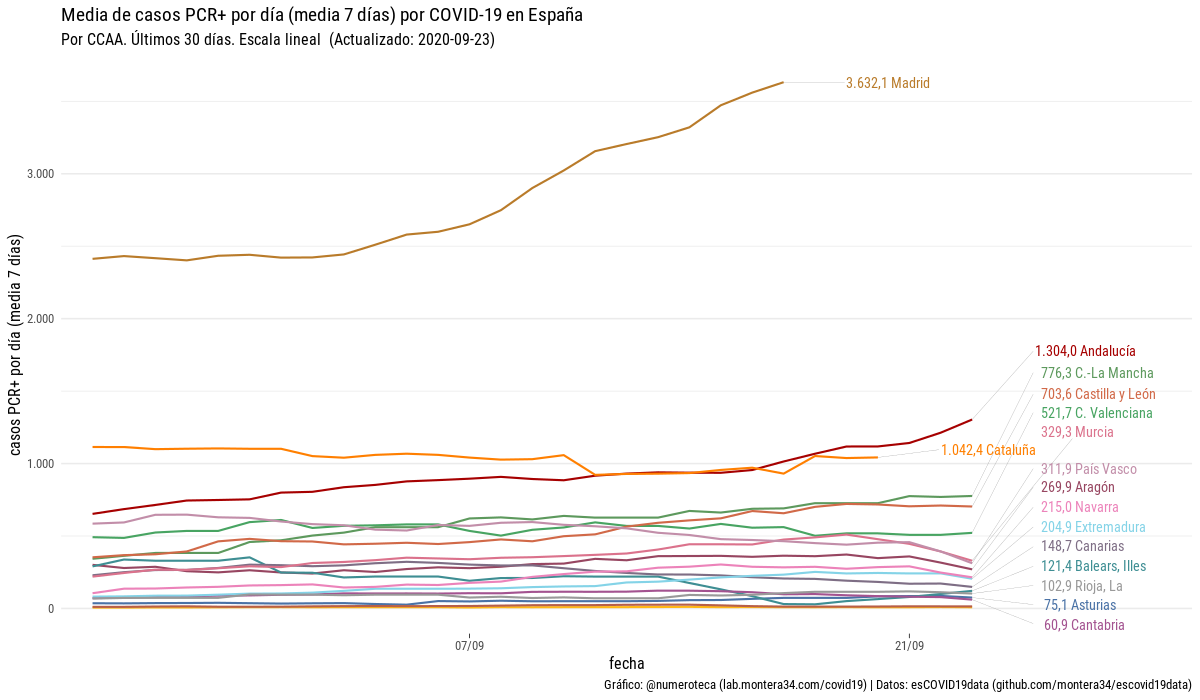 Media de casos PCR+ por día (media 7 días) por COVID-19 en España
Por CCAA. Últimos 30 días. Escala lineal (Actualizado: 2020-09-23)
casos PCR+ por día (media 7 días)
3.000
2.000
1.000
0
3.632,1 Madrid
1.304,0 Andalucía
776,3 C.-La Mancha
703,6 Castilla y León
521,7 C. Valenciana
329,3 Murcia
1.042,4 Cataluña
311,9 País Vasco
269,9 Aragón
215,0 Navarra
204,9 Extremadura
148,7 Canarias
121,4 Balears, Illes
102,9 Rioja, La
75,1 Asturias
60,9 Cantabria
07/09
21/09
fecha
Gráfico: @numeroteca (lab.montera34.com/covid19) | Datos: esCOVID19data (github.com/montera34/escovid19data)